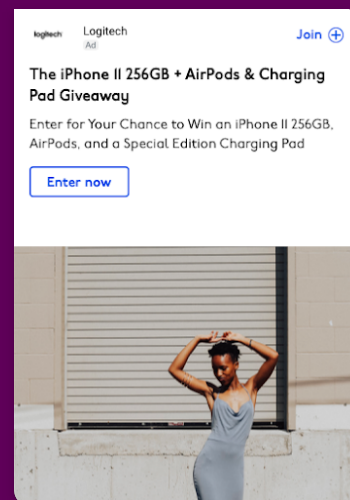 logitech
Logitech
Ad
Join
The iPhone 11 256GB + AirPods & Charging
Pad Giveaway
Enter for Your Chance to Win an iPhone 11 256GB,
AirPods, and a Special Edition Charging Pad
Enter now